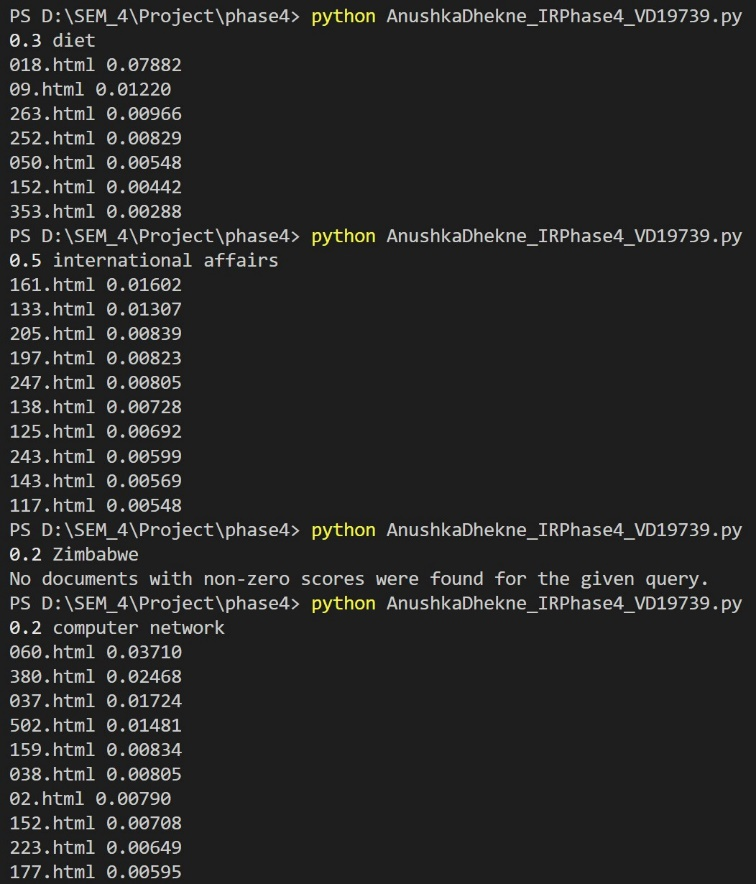 PS D:\SEM_4\Project\phase4> python AnushkaDhekne_IRPhase4_VD19739.py
0.3 diet
018.html 0.07882
09.html 0.01220
263.html 0.00966
252.html 0.00829
050.html 0.00548
152.html 0.00442
353.html 0.00288
PS D:\SEM_4\Project\phase4> python AnushkaDhekne_IRPhase4_VD19739.py
0.5 international affairs
161.html 0.01602
133.html 0.01307
205.html 0.00839
197.html 0.00823
247.html 0.00805
138.html 0.00728
125.html 0.00692
243.html 0.00599
143.html 0.00569
117.html 0.00548
PS D:\SEM_4\Project\phase4> python AnushkaDhekne_IRPhase4_VD19739.py
0.2 Zimbabwe
No documents with non-zero scores were found for the given query.
PS D:\SEM_4\Project\phase4> python AnushkaDhekne_IRPhase4_VD19739.py
0.2 computer network
060.html 0.03710
380.html 0.02468
037.html 0.01724
502.html 0.01481
159.html 0.00834
038.html 0.00805
02.html 0.00790
152.html 0.00708
223.html 0.00649
177.html 0.00595